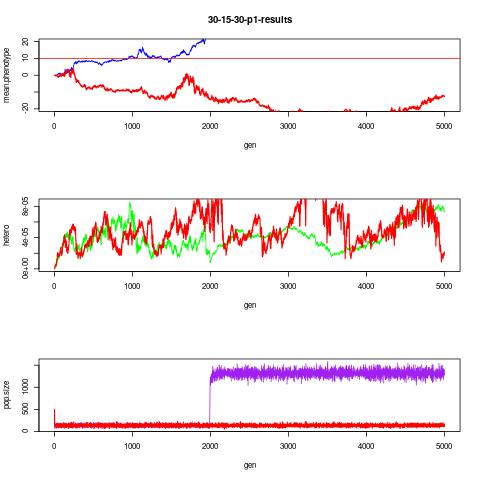 30-15-30-p1-results
mean.phenotype
20
10
0
-20
0 1000 2000 3000 4000 5000
gen
hetero
8e-05
4e-05
0e+00
0 1000 2000 3000 4000 5000
gen
pop.size
1000
500
0
0 1000 2000 3000 4000 5000
gen